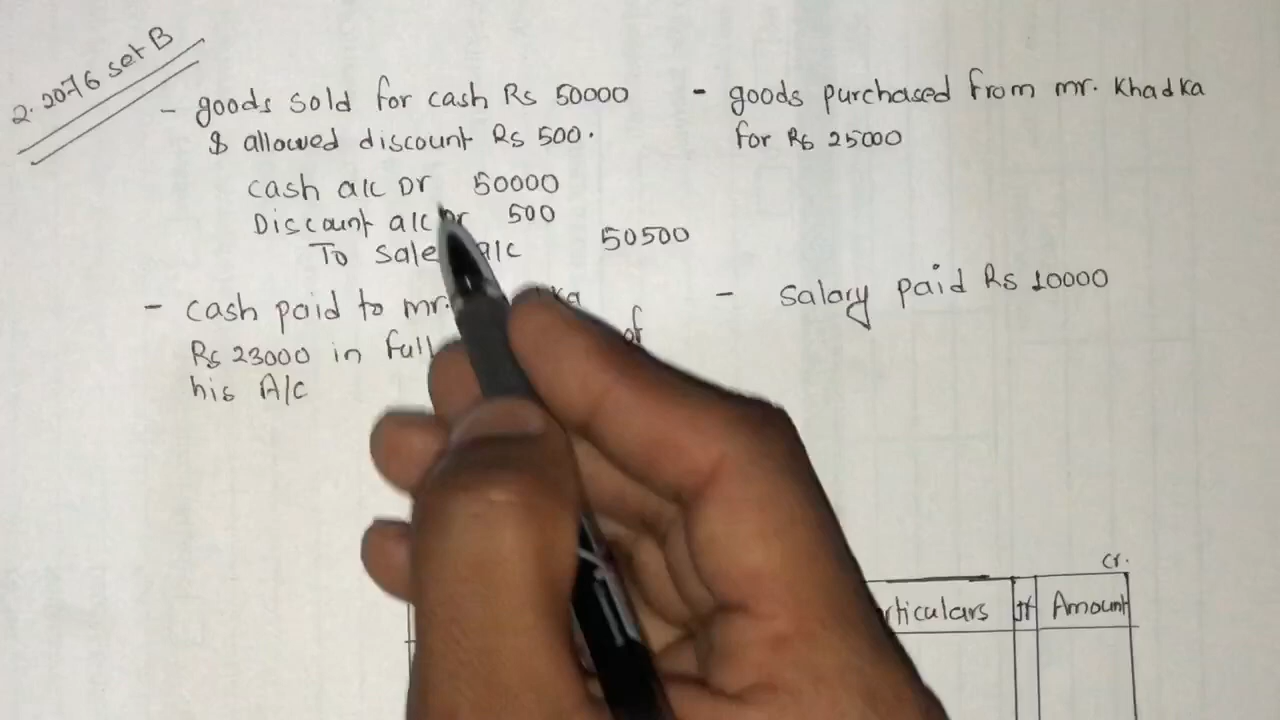 2. 2076 set B
- goods sold for cash Rs 50000
& allowed discount Rs 500.
cash a/c Dr 50000
Discount a/c Dr 500
To sale a/c 50500
- cash paid to mr.
Rs 23000 in full of
his A/c
- goods purchased from mr. Khadka
for Rs 25000
- salary paid Rs 10000
cr.
Amount